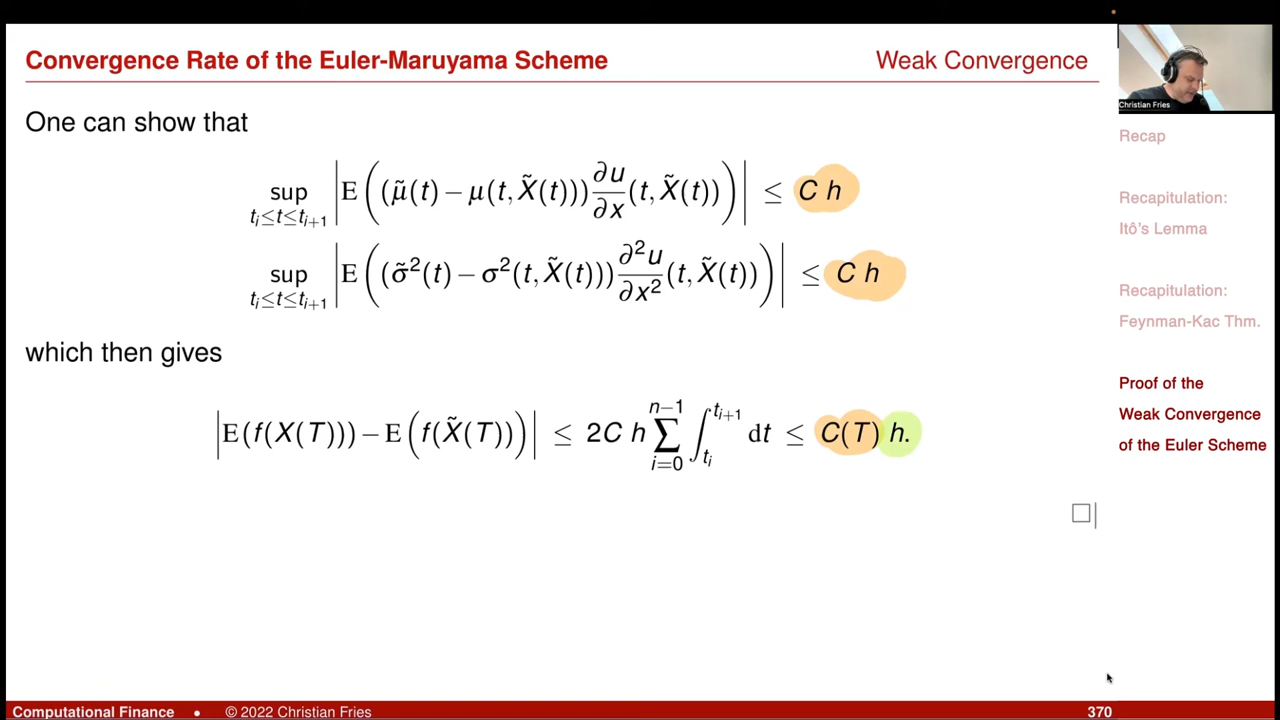 Convergence Rate of the Euler-Maruyama Scheme
Weak Convergence
One can show that
sup_{t_i≤t≤t_{i+1}} |E((μ̃(t) − μ(t, X̃(t))) ∂u/∂x (t, X̃(t)))| ≤ C h
sup_{t_i≤t≤t_{i+1}} |E((σ̃²(t) − σ²(t, X̃(t))) ∂²u/∂x² (t, X̃(t)))| ≤ C h
which then gives
|E(f(X(T))) − E(f(X̃(T)))| ≤ 2C h ∑_{i=0}^{n−1} ∫_{t_i}^{t_{i+1}} dt ≤ C(T) h.
□|
Christian Fries
Recap
Recapitulation:
Itô's Lemma
Recapitulation:
Feynman-Kac Thm.
Proof of the
Weak Convergence
of the Euler Scheme
Computational Finance • © 2022 Christian Fries
370